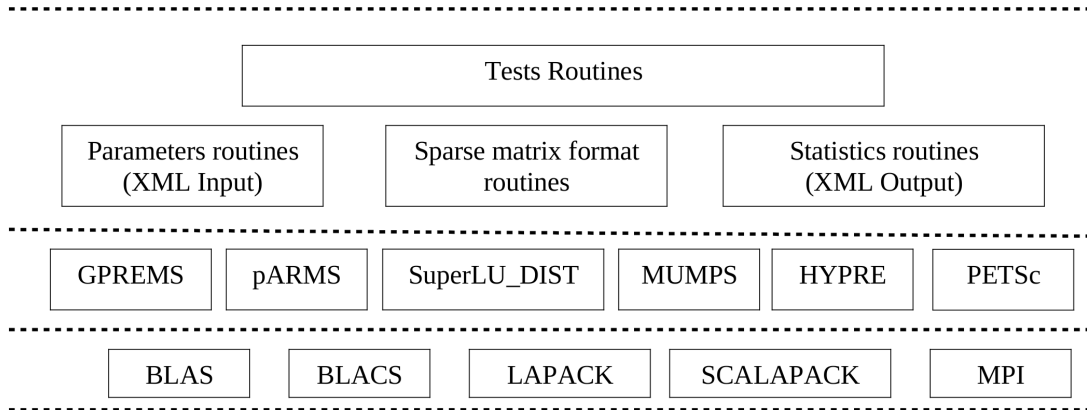 Tests Routines
Parameters routines
(XML Input)
Sparse matrix format
routines
Statistics routines
(XML Output)
GPREMS
pARMS
SuperLU_DIST
MUMPS
HYPRE
PETSc
BLAS
BLACS
LAPACK
SCALAPACK
MPI